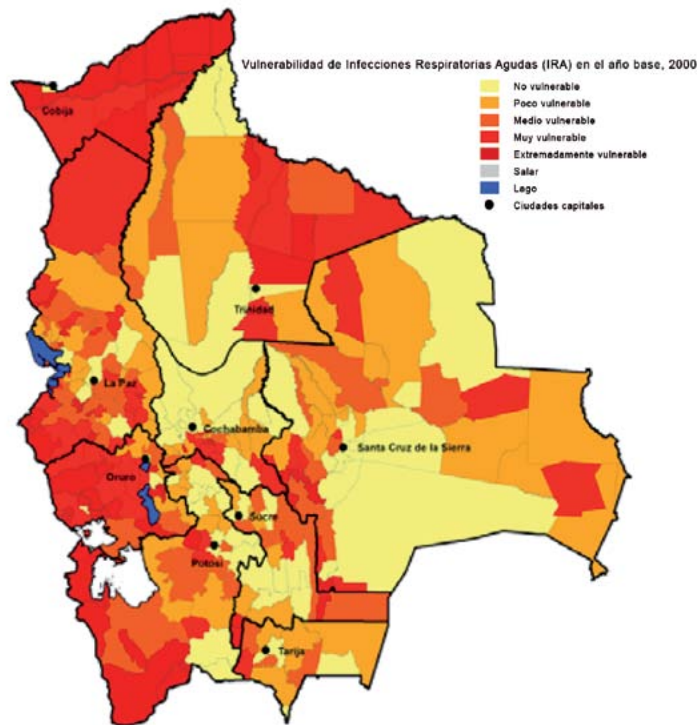 Vulnerabilidad de Infecciones Respiratorias Agudas (IRA) en el año base, 2000
No vulnerable
Poco vulnerable
Medio vulnerable
Muy vulnerable
Extremadamente vulnerable
Salar
Lago
Ciudades capitales
Cobija
Trinidad
La Paz
Cochabamba
Santa Cruz de la Sierra
Oruro
Sucre
Potosí
Tarija